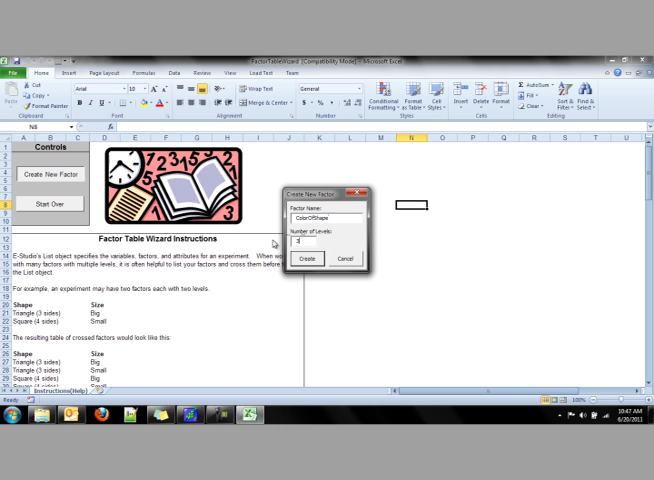 FactorTableWizard [Compatibility Mode] - Microsoft Excel
File Home Insert Page Layout Formulas Data Review View Load Test Team
Cut
Copy
Format Painter
Paste
Arial 10
Wrap Text
Merge & Center
General
Conditional Formatting
Format as Table
Cell Styles
Insert Delete Format
AutoSum
Fill
Clear
Sort & Filter
Find & Select
Clipboard Font Alignment Number Styles Cells Editing
N8
A B C D E F G H I J K L M N O P Q R S T U
Controls
Create New Factor
Start Over
Create New Factor
Factor Name:
ColorOfShape
Number of Levels:
3
Create Cancel
Factor Table Wizard Instructions
E-Studio's List object specifies the variables, factors, and attributes for an experiment. When wo
with many factors with multiple levels, it is often helpful to list your factors and cross them before
the List object.
For example, an experiment may have two factors each with two levels.
Shape Size
Triangle (3 sides) Big
Square (4 sides) Small
The resulting table of crossed factors would look like this:
Shape Size
Triangle (3 sides) Big
Triangle (3 sides) Small
Square (4 sides) Big
Square (4 sides) Small
Instructions(Help)
Ready
100%
10:47 AM
6/20/2011